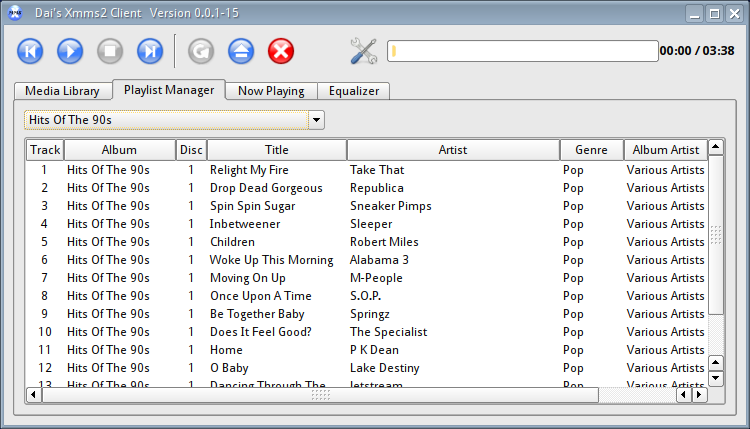 Dai's Xmms2 Client Version 0.0.1-15
00:00 / 03:38
Media Library Playlist Manager Now Playing Equalizer
Hits Of The 90s
Track Album Disc Title Artist Genre Album Artist
1 Hits Of The 90s 1 Relight My Fire Take That Pop Various Artists
2 Hits Of The 90s 1 Drop Dead Gorgeous Republica Pop Various Artists
3 Hits Of The 90s 1 Spin Spin Sugar Sneaker Pimps Pop Various Artists
4 Hits Of The 90s 1 Inbetweener Sleeper Pop Various Artists
5 Hits Of The 90s 1 Children Robert Miles Pop Various Artists
6 Hits Of The 90s 1 Woke Up This Morning Alabama 3 Pop Various Artists
7 Hits Of The 90s 1 Moving On Up M-People Pop Various Artists
8 Hits Of The 90s 1 Once Upon A Time S.O.P. Pop Various Artists
9 Hits Of The 90s 1 Be Together Baby Springz Pop Various Artists
10 Hits Of The 90s 1 Does It Feel Good? The Specialist Pop Various Artists
11 Hits Of The 90s 1 Home P K Dean Pop Various Artists
12 Hits Of The 90s 1 O Baby Lake Destiny Pop Various Artists
13 Hits Of The 90s 1 Dancing Through The Jetstream Pop Various Artists